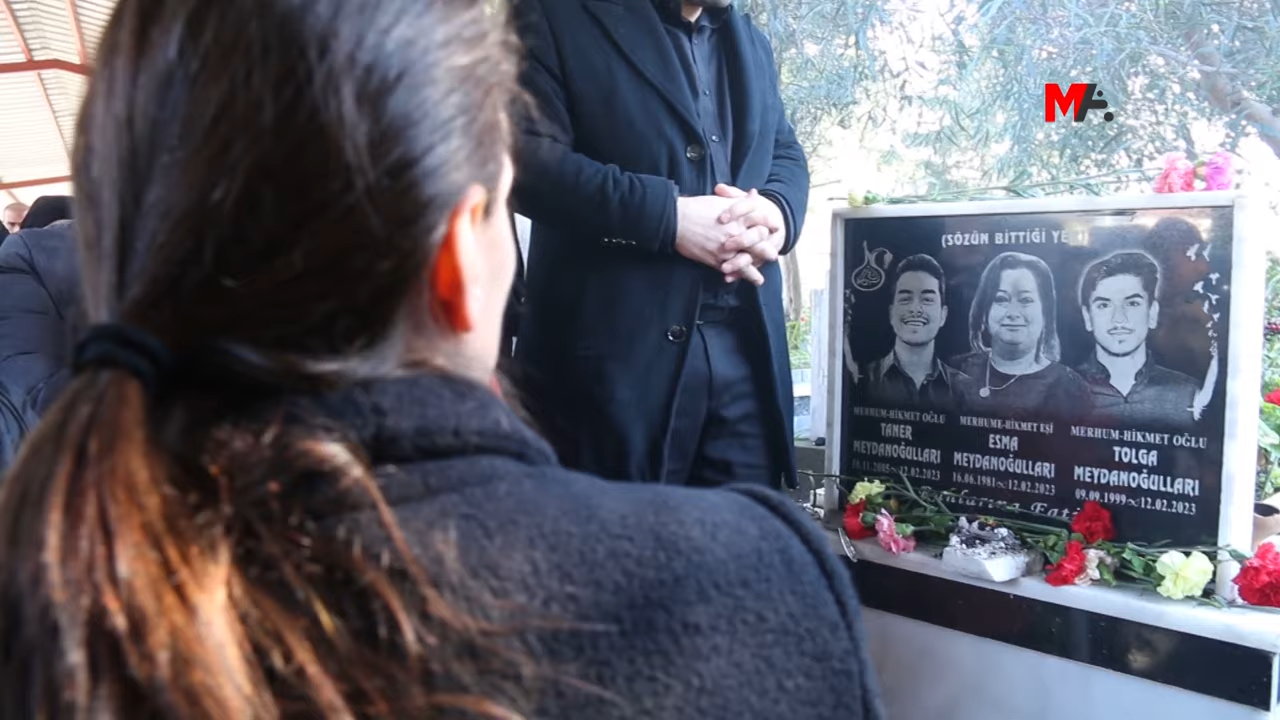 MA
(SÖZÜN BİTTİĞİ YE
MERHUM-HİKMET OĞLU
TANER
MEYDANOĞULLARI
12.02.2023
MERHUME-HİKMET EŞİ
ESMA
MEYDANOĞULLARI
16.06.1981 12.02.2023
MERHUM-HİKMET OĞLU
TOLGA
MEYDANOĞULLARI
09.09.1999 12.02.2023